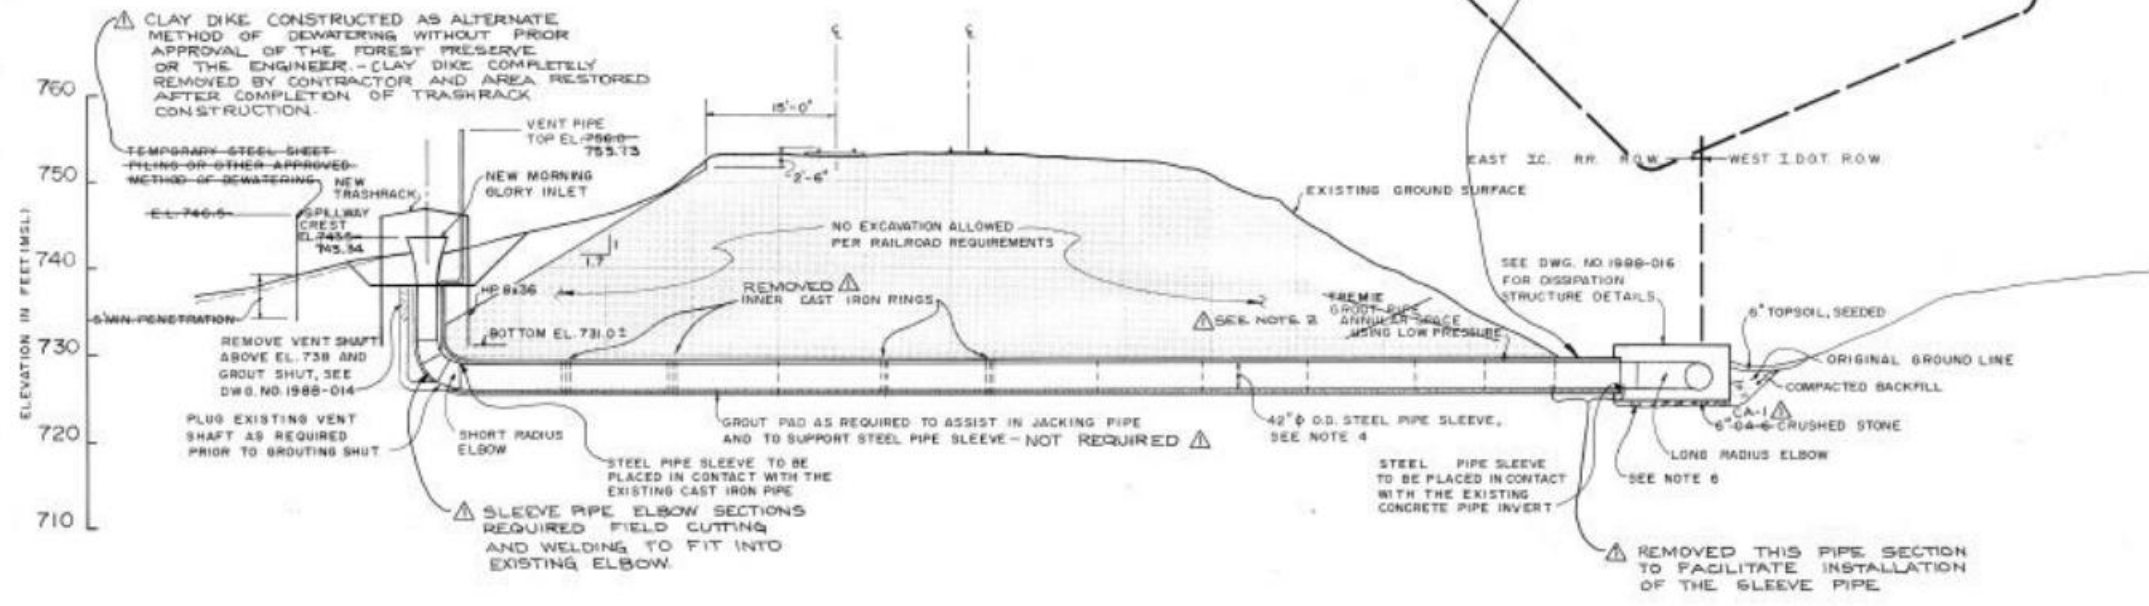 ⚠ CLAY DIKE CONSTRUCTED AS ALTERNATE
METHOD OF DEWATERING WITHOUT PRIOR
APPROVAL OF THE FOREST PRESERVE
OR THE ENGINEER. - CLAY DIKE COMPLETELY
REMOVED BY CONTRACTOR AND AREA RESTORED
AFTER COMPLETION OF TRASHRACK
CONSTRUCTION.
TEMPORARY STEEL SHEET
PILING OR OTHER APPROVED
METHOD OF DEWATERING
EL. 746.5
5' MIN. PENETRATION
ELEVATION IN FEET (MSL)
760
750
740
730
720
710
VENT PIPE
TOP EL. 756.0
755.73
NEW
TRASHRACK
NEW MORNING
GLORY INLET
SPILLWAY
CREST
743.34
15'-0"
2'-6"
℄
℄
1
1.7
HP 8x36
BOTTOM EL. 731.0±
NO EXCAVATION ALLOWED
PER RAILROAD REQUIREMENTS
REMOVED ⚠
INNER CAST IRON RINGS
EXISTING GROUND SURFACE
⚠ SEE NOTE 2
TREMIE
GROUT PIPE
ANNULAR SPACE
USING LOW PRESSURE
EAST I.C. R.R. R.O.W.
WEST I.D.O.T. R.O.W.
SEE DWG. NO. 1988-016
FOR DISSIPATION
STRUCTURE DETAILS
6" TOPSOIL, SEEDED
ORIGINAL GROUND LINE
COMPACTED BACKFILL
CA-1 ⚠
6" CA-6 CRUSHED STONE
LONG RADIUS ELBOW
SEE NOTE 6
REMOVE VENT SHAFT
ABOVE EL. 738 AND
GROUT SHUT, SEE
DWG. NO. 1988-014
PLUG EXISTING VENT
SHAFT AS REQUIRED
PRIOR TO GROUTING SHUT
SHORT RADIUS
ELBOW
STEEL PIPE SLEEVE TO BE
PLACED IN CONTACT WITH THE
EXISTING CAST IRON PIPE
⚠ SLEEVE PIPE ELBOW SECTIONS
REQUIRED FIELD CUTTING
AND WELDING TO FIT INTO
EXISTING ELBOW.
GROUT PAD AS REQUIRED TO ASSIST IN JACKING PIPE
AND TO SUPPORT STEEL PIPE SLEEVE - NOT REQUIRED ⚠
42" ϕ O.D. STEEL PIPE SLEEVE,
SEE NOTE 4
STEEL PIPE SLEEVE
TO BE PLACED IN CONTACT
WITH THE EXISTING
CONCRETE PIPE INVERT
⚠ REMOVED THIS PIPE SECTION
TO FACILITATE INSTALLATION
OF THE SLEEVE PIPE